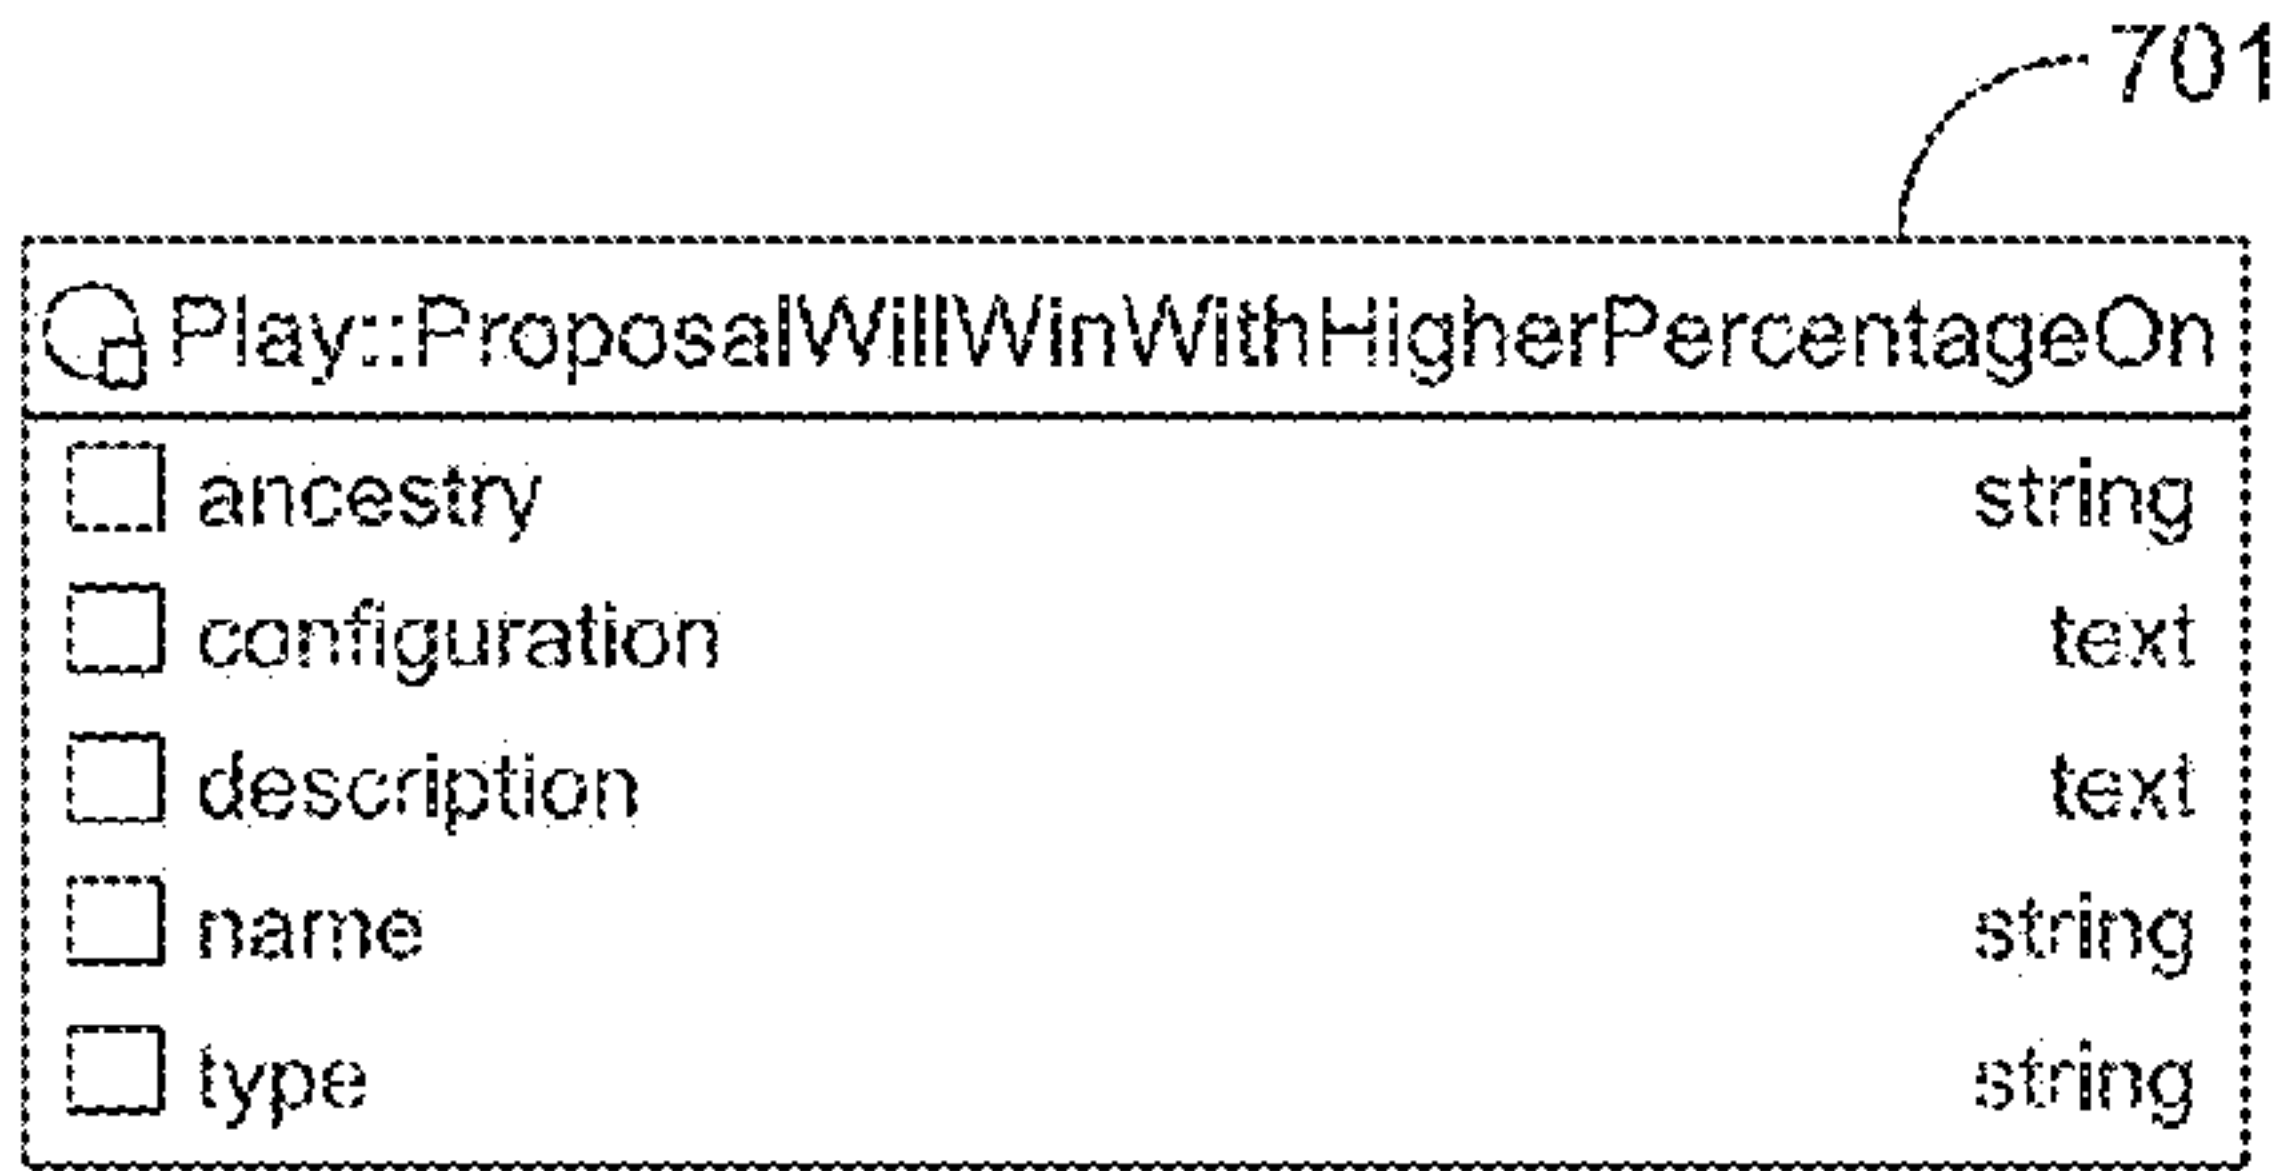 701
Play::ProposalWillWinWithHigherPercentageOn
ancestry string
configuration text
description text
name string
type string